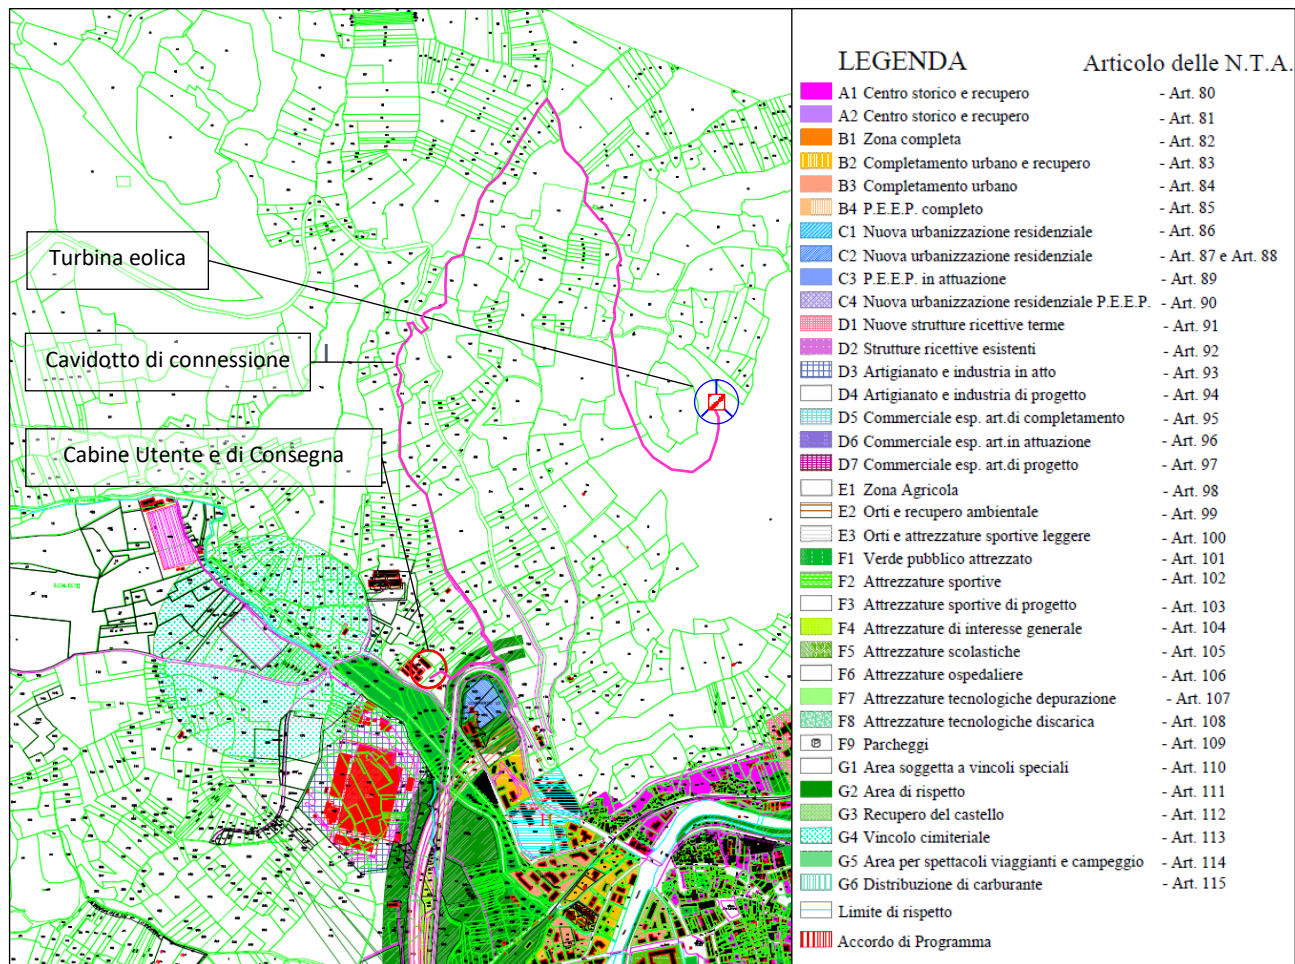 Turbina eolica
Cavidotto di connessione
Cabine Utente e di Consegna
LEGENDA Articolo delle N.T.A.
A1 Centro storico e recupero - Art. 80
A2 Centro storico e recupero - Art. 81
B1 Zona completa - Art. 82
B2 Completamento urbano e recupero - Art. 83
B3 Completamento urbano - Art. 84
B4 P.E.E.P. completo - Art. 85
C1 Nuova urbanizzazione residenziale - Art. 86
C2 Nuova urbanizzazione residenziale - Art. 87 e Art. 88
C3 P.E.E.P. in attuazione - Art. 89
C4 Nuova urbanizzazione residenziale P.E.E.P. - Art. 90
D1 Nuove strutture ricettive terme - Art. 91
D2 Strutture ricettive esistenti - Art. 92
D3 Artigianato e industria in atto - Art. 93
D4 Artigianato e industria di progetto - Art. 94
D5 Commerciale esp. art.di completamento - Art. 95
D6 Commerciale esp. art.in attuazione - Art. 96
D7 Commerciale esp. art.di progetto - Art. 97
E1 Zona Agricola - Art. 98
E2 Orti e recupero ambientale - Art. 99
E3 Orti e attrezzature sportive leggere - Art. 100
F1 Verde pubblico attrezzato - Art. 101
F2 Attrezzature sportive - Art. 102
F3 Attrezzature sportive di progetto - Art. 103
F4 Attrezzature di interesse generale - Art. 104
F5 Attrezzature scolastiche - Art. 105
F6 Attrezzature ospedaliere - Art. 106
F7 Attrezzature tecnologiche depurazione - Art. 107
F8 Attrezzature tecnologiche discarica - Art. 108
P F9 Parcheggi - Art. 109
G1 Area soggetta a vincoli speciali - Art. 110
G2 Area di rispetto - Art. 111
G3 Recupero del castello - Art. 112
G4 Vincolo cimiteriale - Art. 113
G5 Area per spettacoli viaggianti e campeggio - Art. 114
G6 Distribuzione di carburante - Art. 115
Limite di rispetto
Accordo di Programma